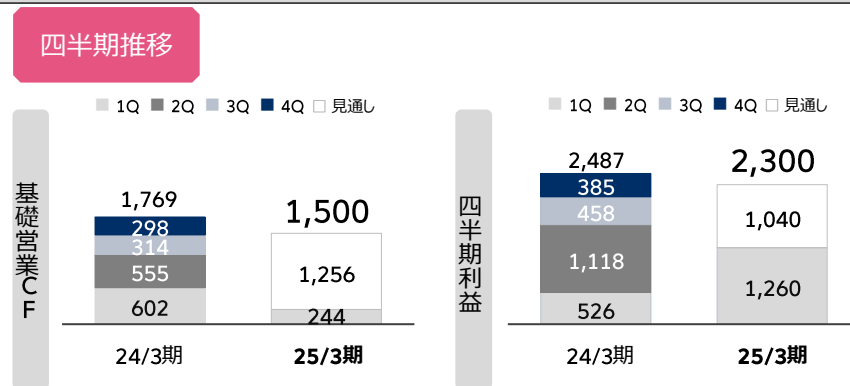 四半期推移
1Q 2Q 3Q 4Q 見通し
基礎営業CF
1,769
298
314
555
602
1,500
1,256
244
24/3期 25/3期
1Q 2Q 3Q 4Q 見通し
四半期利益
2,487
385
458
1,118
526
2,300
1,040
1,260
24/3期 25/3期